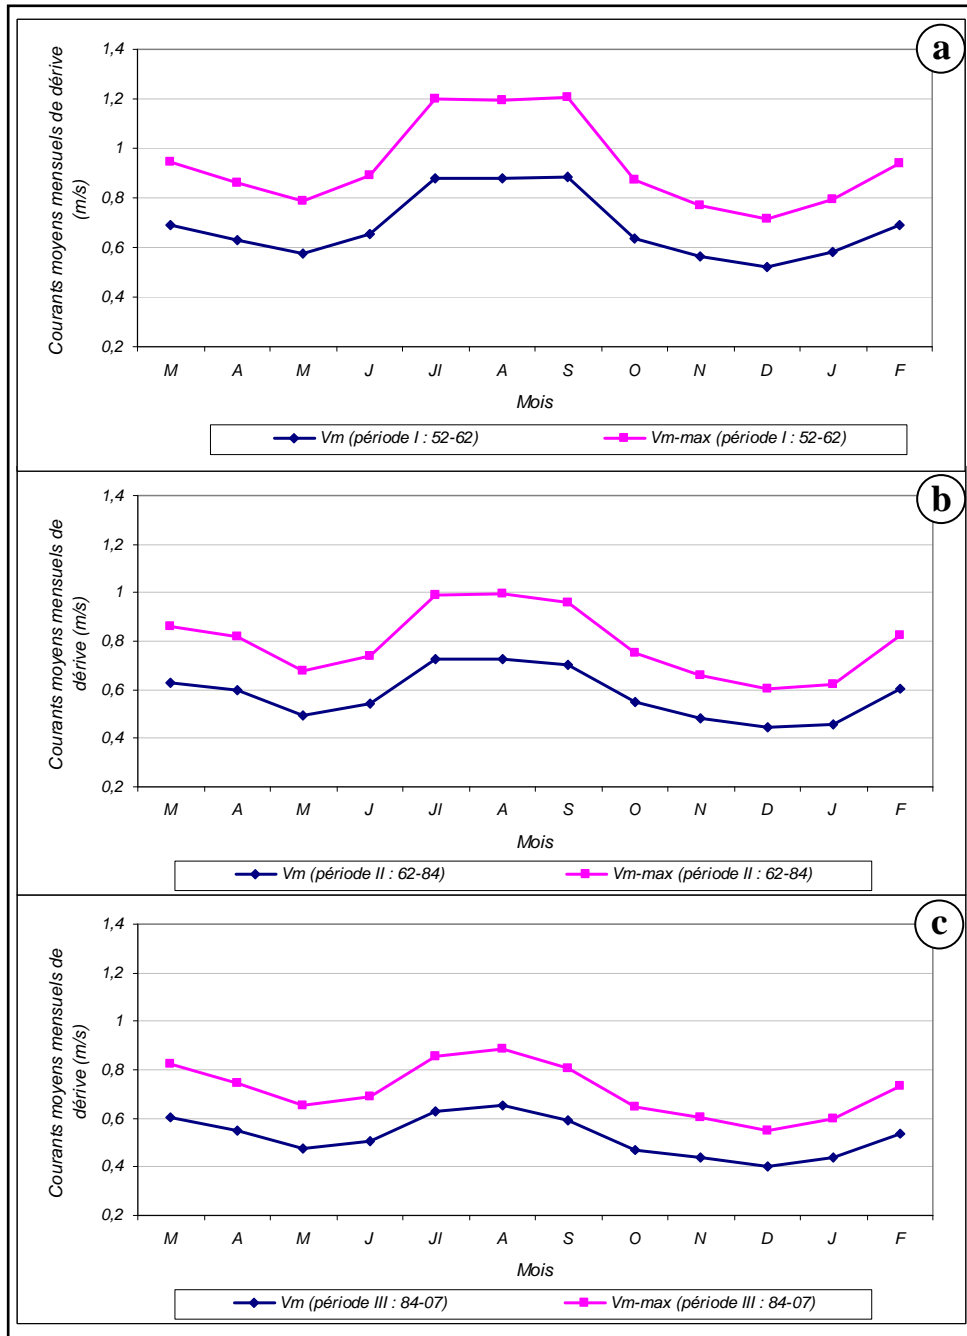 a
Courants moyens mensuels de dérive
(m/s)
1,4
1,2
1
0,8
0,6
0,4
0,2
M A M J Jl A S O N D J F
Mois
Vm (période I : 52-62) Vm-max (période I : 52-62)
b
Courants moyens mensuels de
dérive (m/s)
1,4
1,2
1
0,8
0,6
0,4
0,2
M A M J Jl A S O N D J F
Mois
Vm (période II : 62-84) Vm-max (période II : 62-84)
c
Courants moyens mensuels de
dérive (m/s)
1,4
1,2
1
0,8
0,6
0,4
0,2
M A M J Jl A S O N D J F
Mois
Vm (période III : 84-07) Vm-max (période III : 84-07)